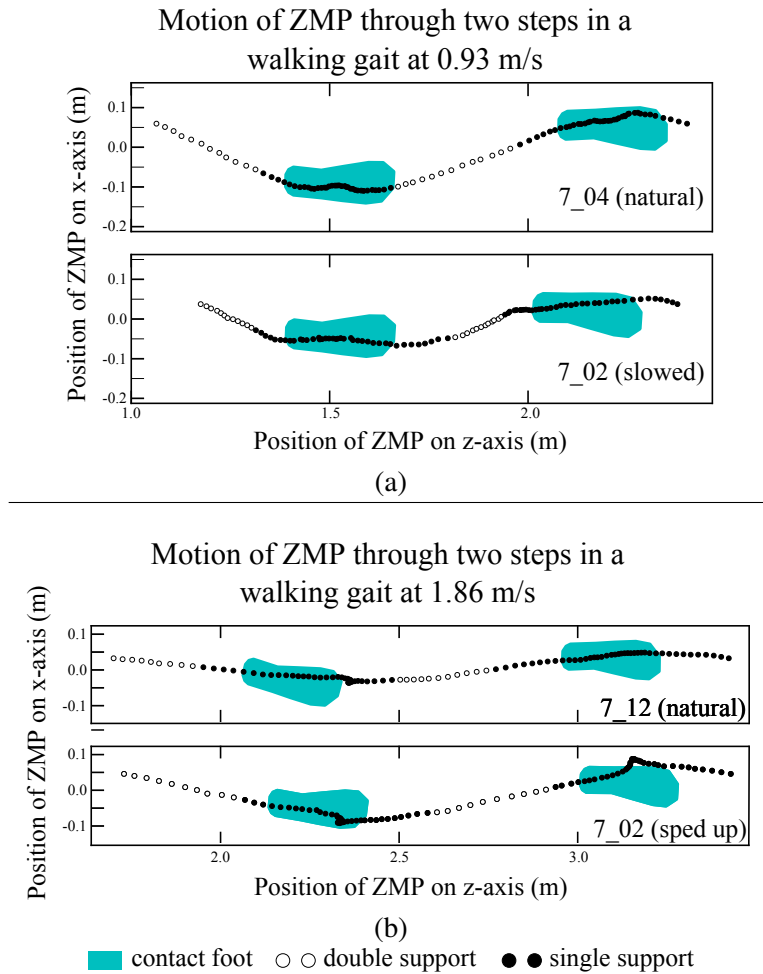 Motion of ZMP through two steps in a
walking gait at 0.93 m/s
Position of ZMP on x-axis (m)
0.1
0.0
-0.1
-0.2
7_04 (natural)
0.1
0.0
-0.1
-0.2
7_02 (slowed)
1.0 1.5 2.0
Position of ZMP on z-axis (m)
(a)
Motion of ZMP through two steps in a
walking gait at 1.86 m/s
Position of ZMP on x-axis (m)
0.1
0.0
-0.1
7_12 (natural)
0.1
0.0
-0.1
7_02 (sped up)
2.0 2.5 3.0
Position of ZMP on z-axis (m)
(b)
contact foot double support single support